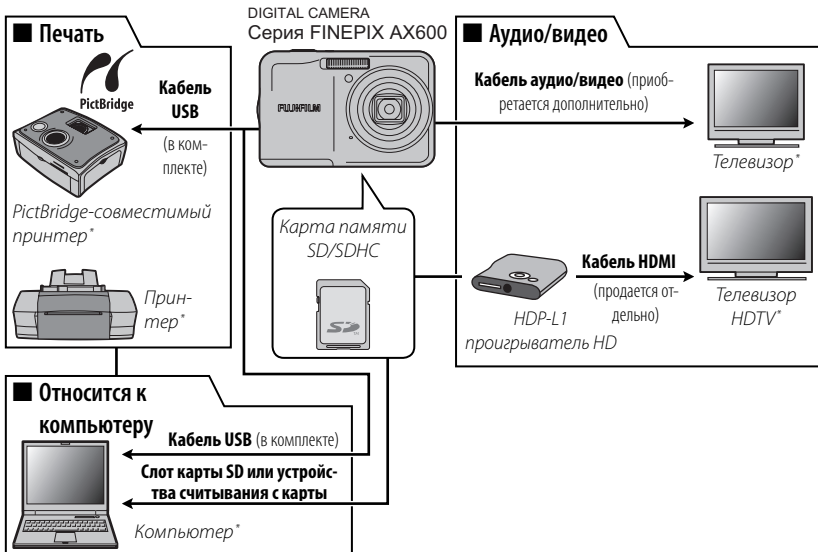 ■ Печать
PictBridge
Кабель
USB
(в ком-
плекте)
PictBridge-совместимый
принтер*
Прин-
тер*
DIGITAL CAMERA
Серия FINEPIX AX600
FUJIFILM
Карта памяти
SD/SDHC
SD
■ Аудио/видео
Кабель аудио/видео (приоб-
ретается дополнительно)
Телевизор*
Кабель HDMI
(продается от-
дельно)
HDP-L1
проигрыватель HD
Телевизор
HDTV*
■ Относится к
компьютеру
Кабель USB (в комплекте)
Слот карты SD или устройс-
тва считывания с карты
Компьютер*